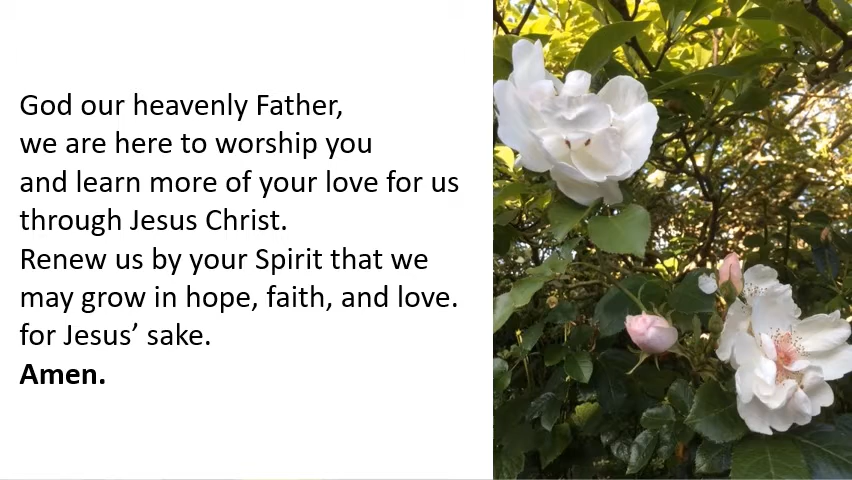 God our heavenly Father,
we are here to worship you
and learn more of your love for us
through Jesus Christ.
Renew us by your Spirit that we
may grow in hope, faith, and love.
for Jesus’ sake.
Amen.